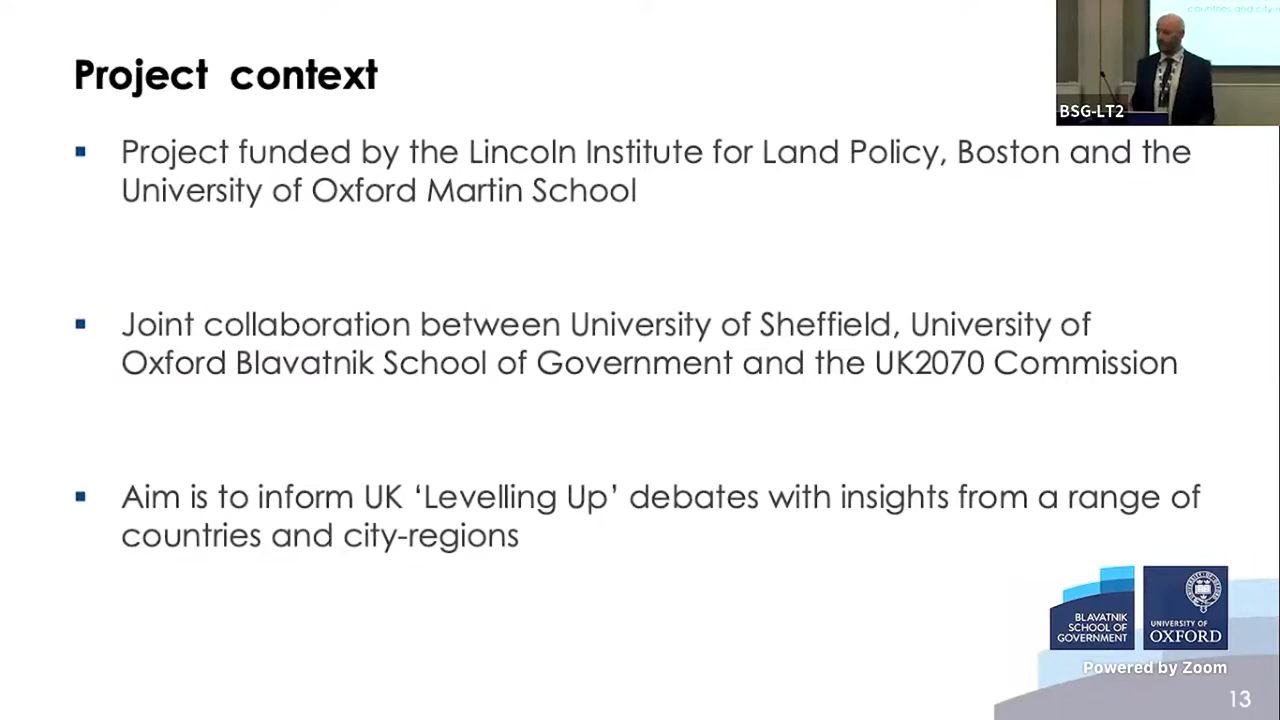 countries and city
Project context
BSG-LT2
▪ Project funded by the Lincoln Institute for Land Policy, Boston and the
University of Oxford Martin School
▪ Joint collaboration between University of Sheffield, University of
Oxford Blavatnik School of Government and the UK2070 Commission
▪ Aim is to inform UK ‘Levelling Up’ debates with insights from a range of
countries and city-regions
BLAVATNIK
SCHOOL OF
GOVERNMENT
UNIVERSITY OF
OXFORD
Powered by Zoom
13